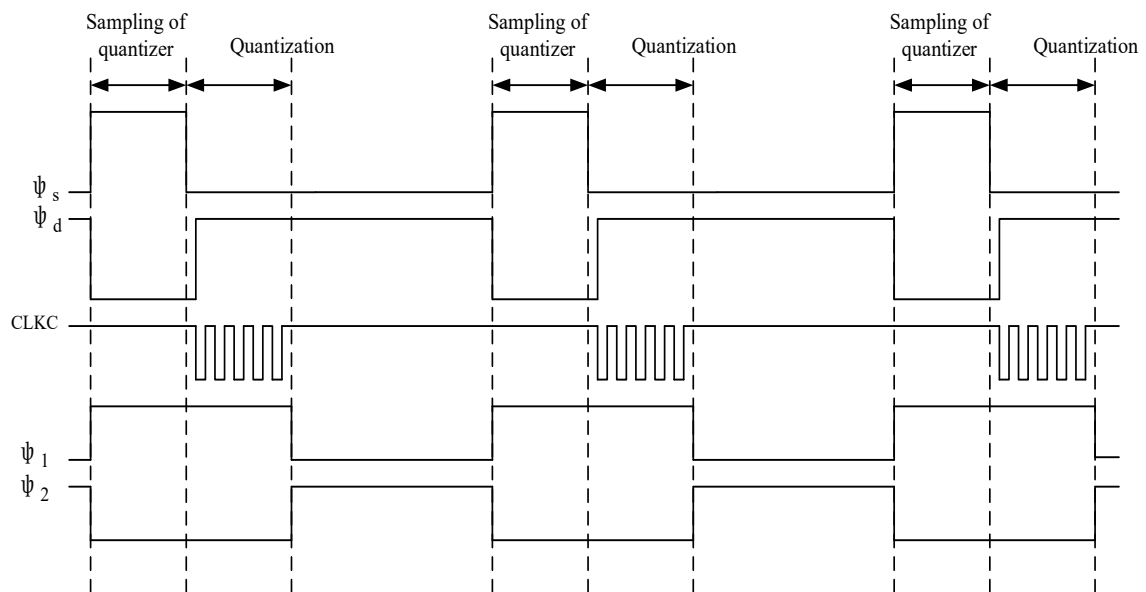 Sampling of
quantizer
Quantization
Sampling of
quantizer
Quantization
Sampling of
quantizer
Quantization
ψ s
ψ d
CLKC
ψ 1
ψ 2